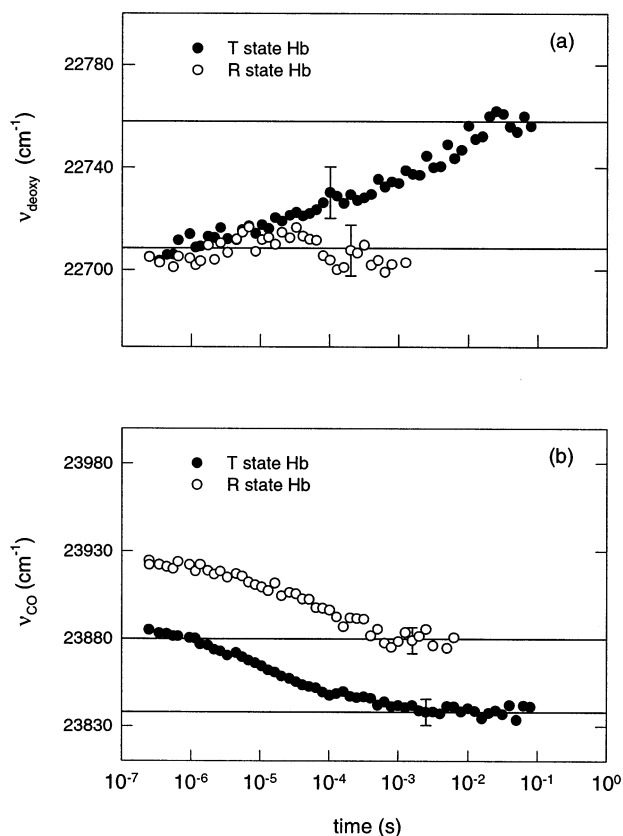 (a)
T state Hb
R state Hb
22780
22740
22700
ν_deoxy (cm⁻¹)
(b)
T state Hb
R state Hb
23980
23930
23880
23830
ν_CO (cm⁻¹)
10⁻⁷ 10⁻⁶ 10⁻⁵ 10⁻⁴ 10⁻³ 10⁻² 10⁻¹ 10⁰
time (s)